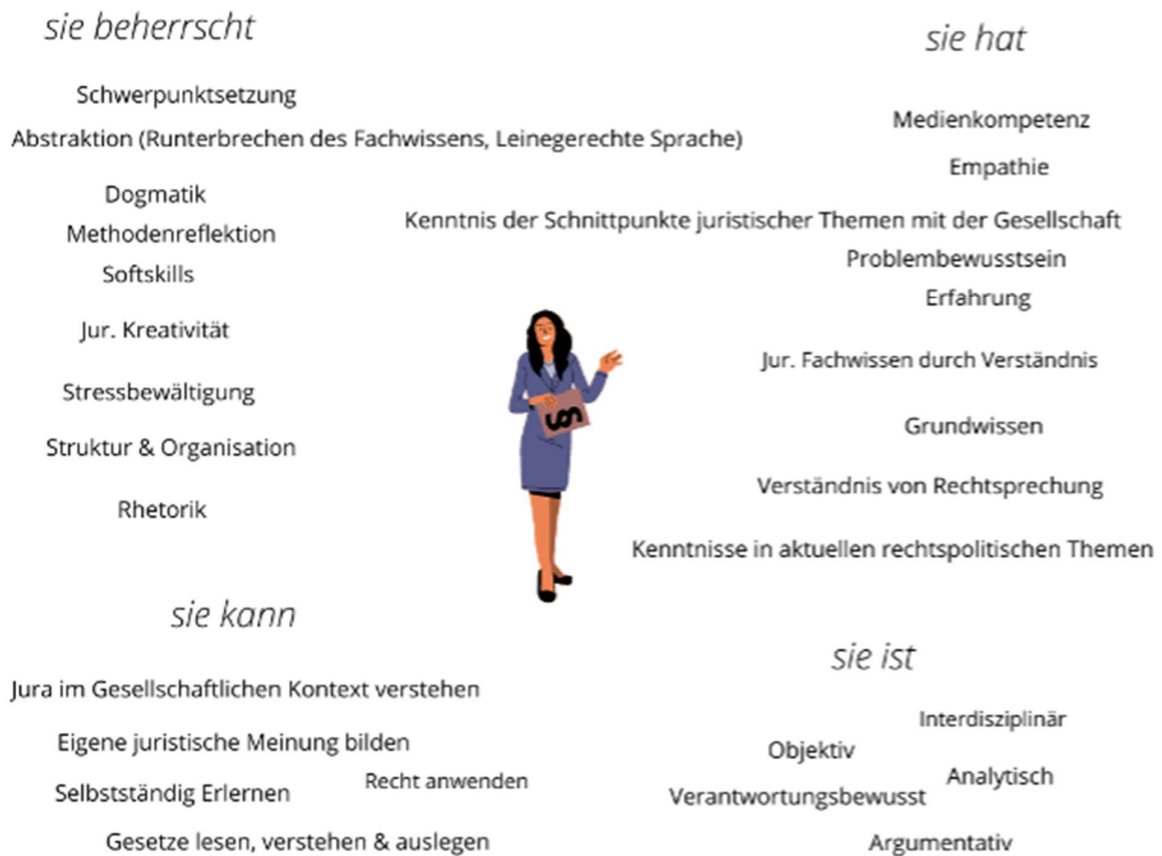 sie beherrscht
Schwerpunktsetzung
Abstraktion (Runterbrechen des Fachwissens, Leinegerechte Sprache)
Dogmatik
Methodenreflektion
Softskills
Jur. Kreativität
Stressbewältigung
Struktur & Organisation
Rhetorik
sie hat
Medienkompetenz
Empathie
Kenntnis der Schnittpunkte juristischer Themen mit der Gesellschaft
Problembewusstsein
Erfahrung
Jur. Fachwissen durch Verständnis
Grundwissen
Verständnis von Rechtsprechung
Kenntnisse in aktuellen rechtspolitischen Themen
§
sie kann
Jura im Gesellschaftlichen Kontext verstehen
Eigene juristische Meinung bilden
Recht anwenden
Selbstständig Erlernen
Gesetze lesen, verstehen & auslegen
sie ist
Interdisziplinär
Objektiv
Analytisch
Verantwortungsbewusst
Argumentativ